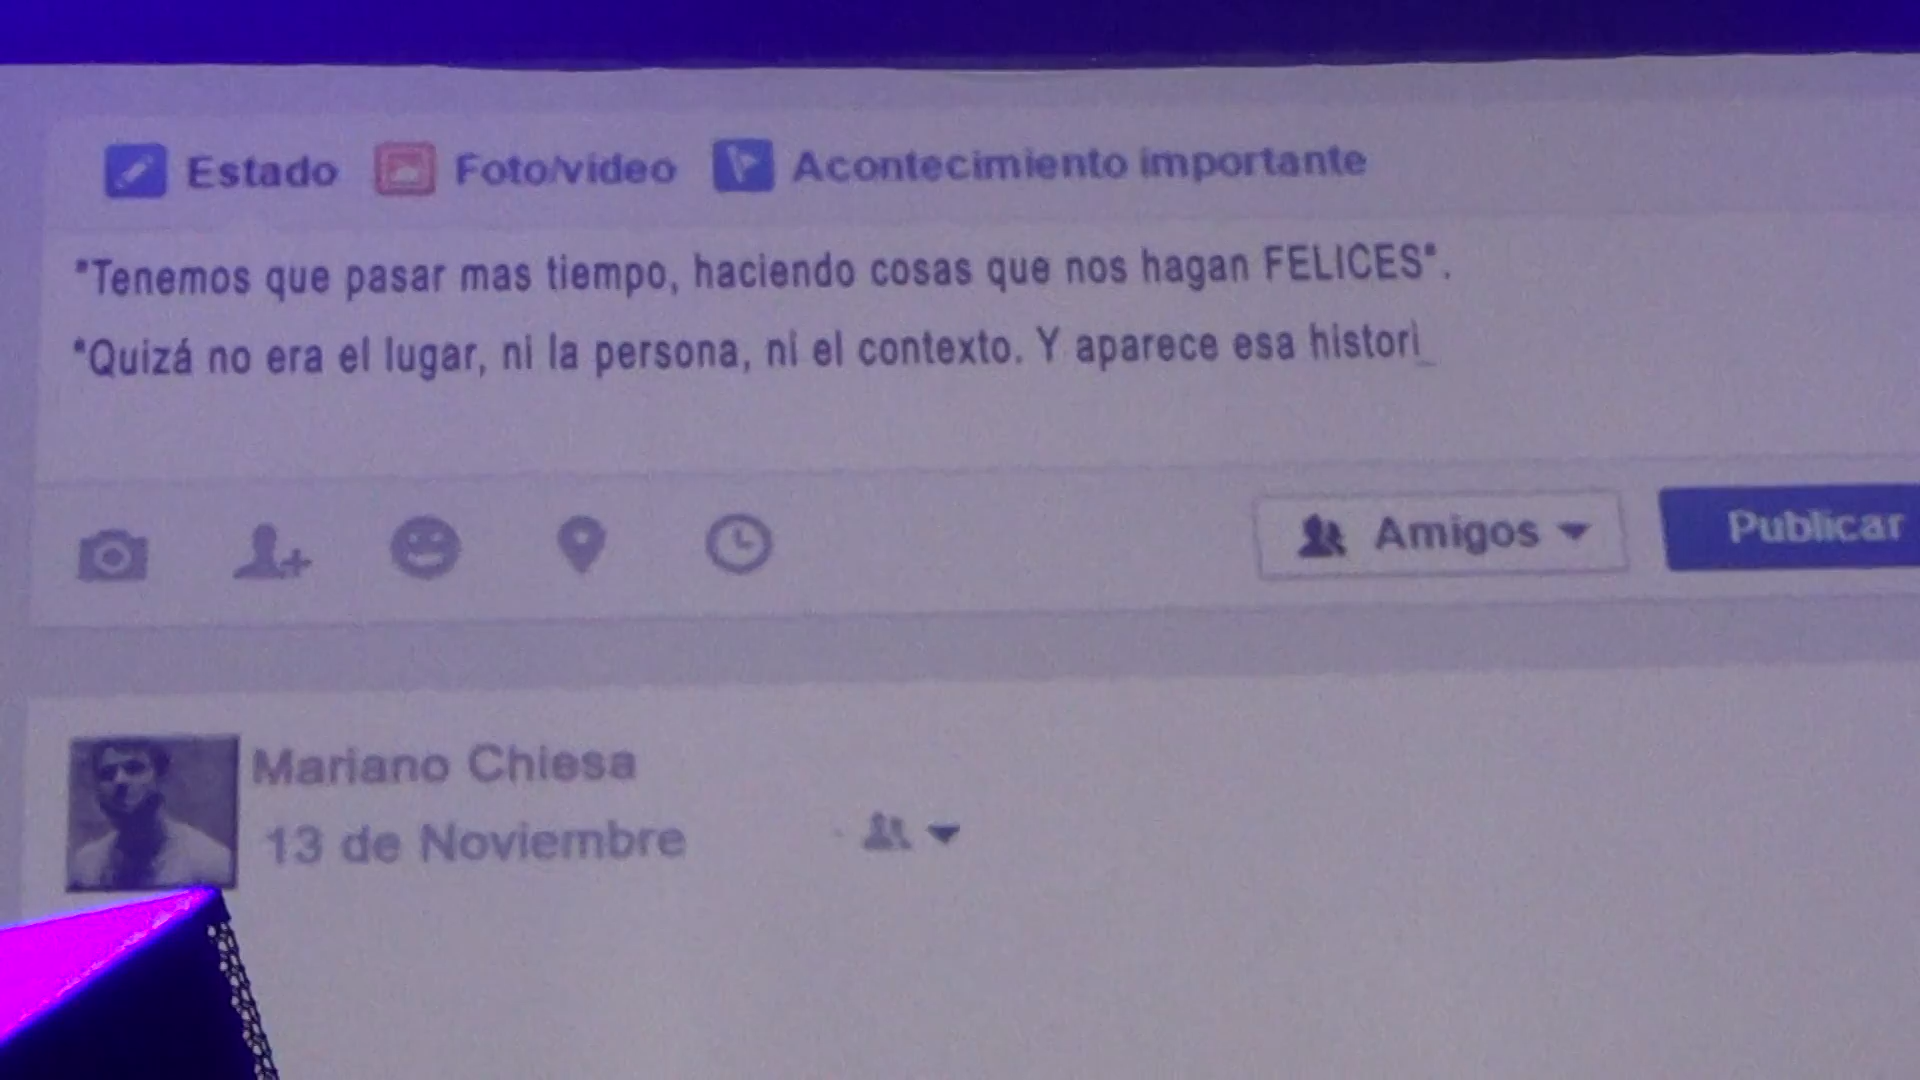 Estado Foto/video Acontecimiento importante
"Tenemos que pasar mas tiempo, haciendo cosas que nos hagan FELICES".
"Quizá no era el lugar, ni la persona, ni el contexto. Y aparece esa histori_
Amigos Publicar
Mariano Chiesa
13 de Noviembre